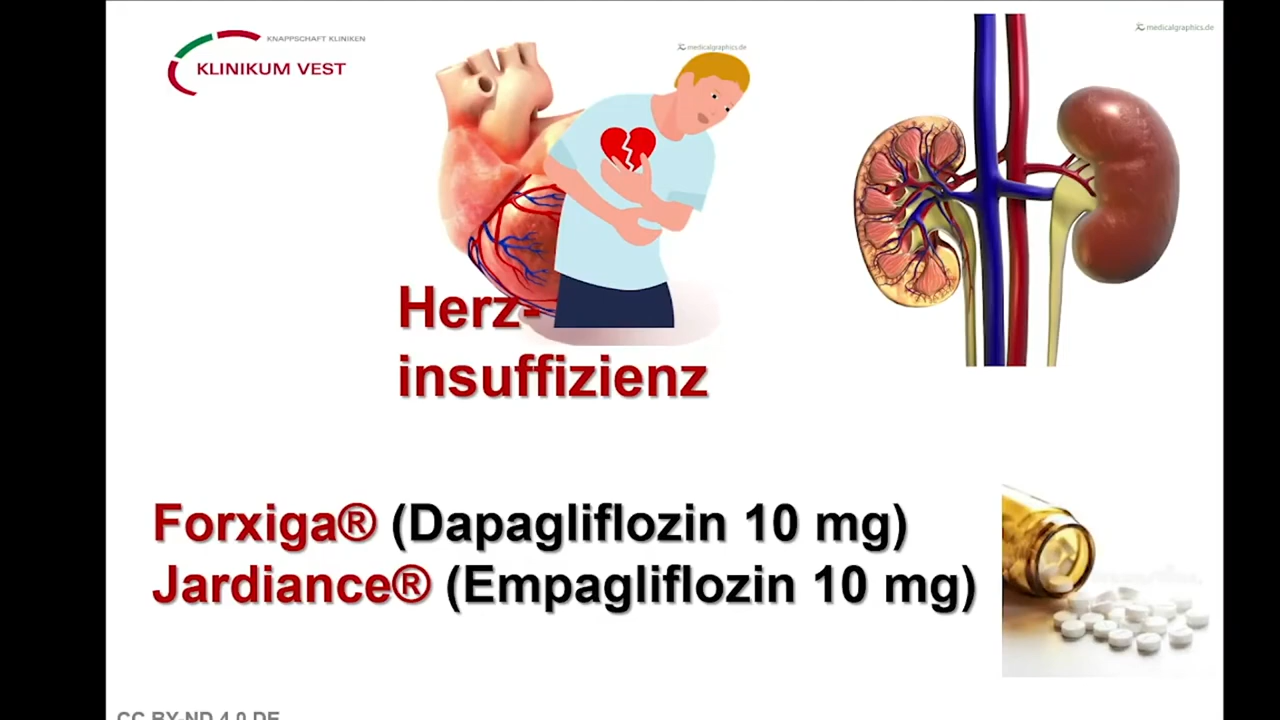 KNAPPSCHAFT KLINIKEN
KLINIKUM VEST
medicalgraphics.de
medicalgraphics.de
Herz-
insuffizienz
Forxiga® (Dapagliflozin 10 mg)
Jardiance® (Empagliflozin 10 mg)
CC BY-ND 4.0 DE